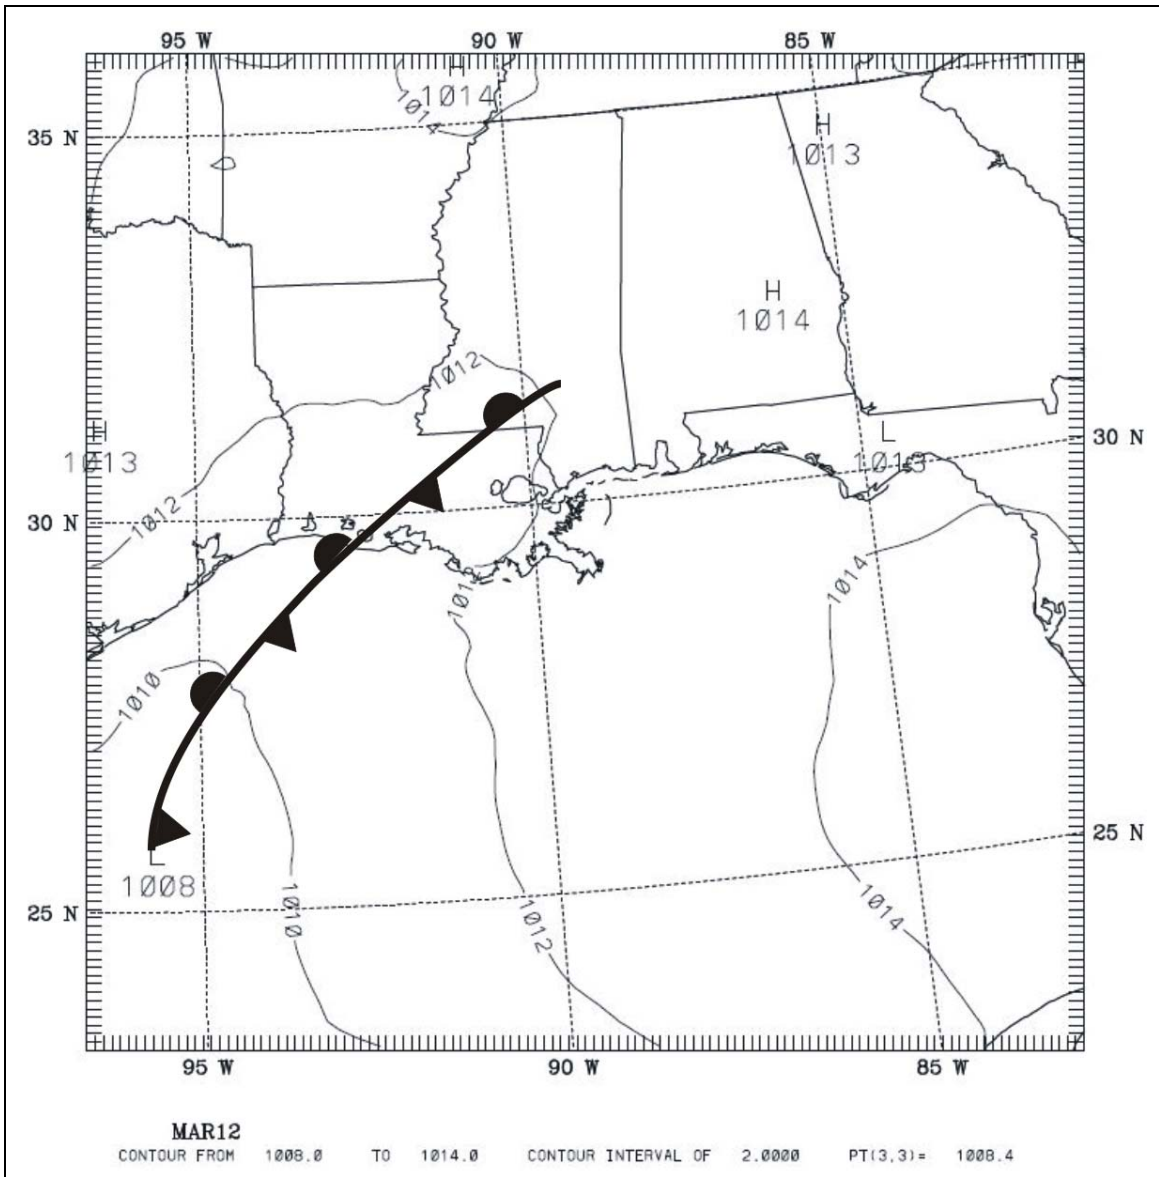 95 W 90 W 85 W
H
1014
1014
35 N
H
1013
H
1014
1012
H
1013
L
1013
30 N
1012
30 N
1014
1012
1010
25 N
L
1008
1010
1012
1014
25 N
95 W 90 W 85 W
MAR12
CONTOUR FROM 1008.0 TO 1014.0 CONTOUR INTERVAL OF 2.0000 PT(3,3)= 1008.4